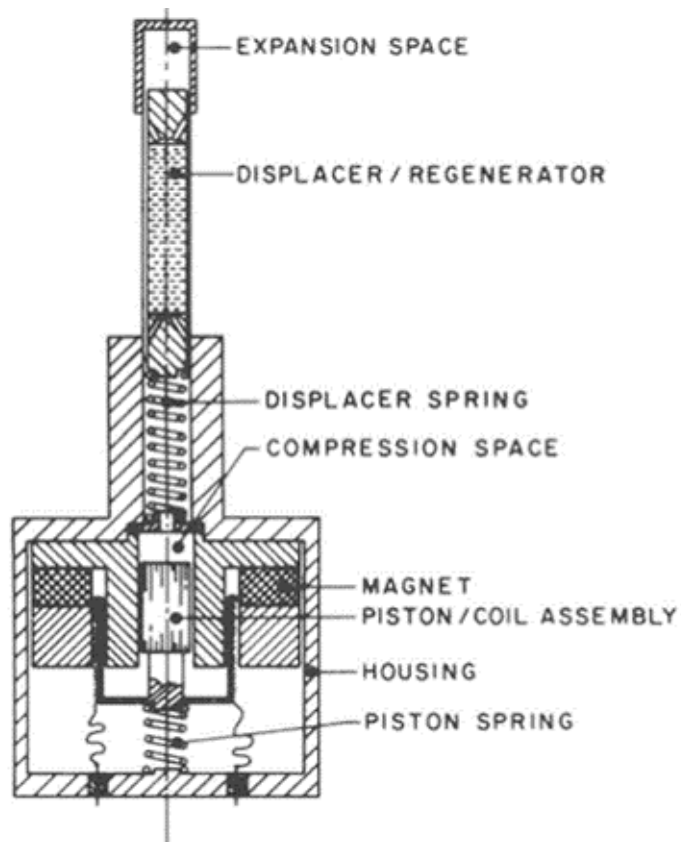 EXPANSION SPACE
DISPLACER / REGENERATOR
DISPLACER SPRING
COMPRESSION SPACE
MAGNET
PISTON/COIL ASSEMBLY
HOUSING
PISTON SPRING